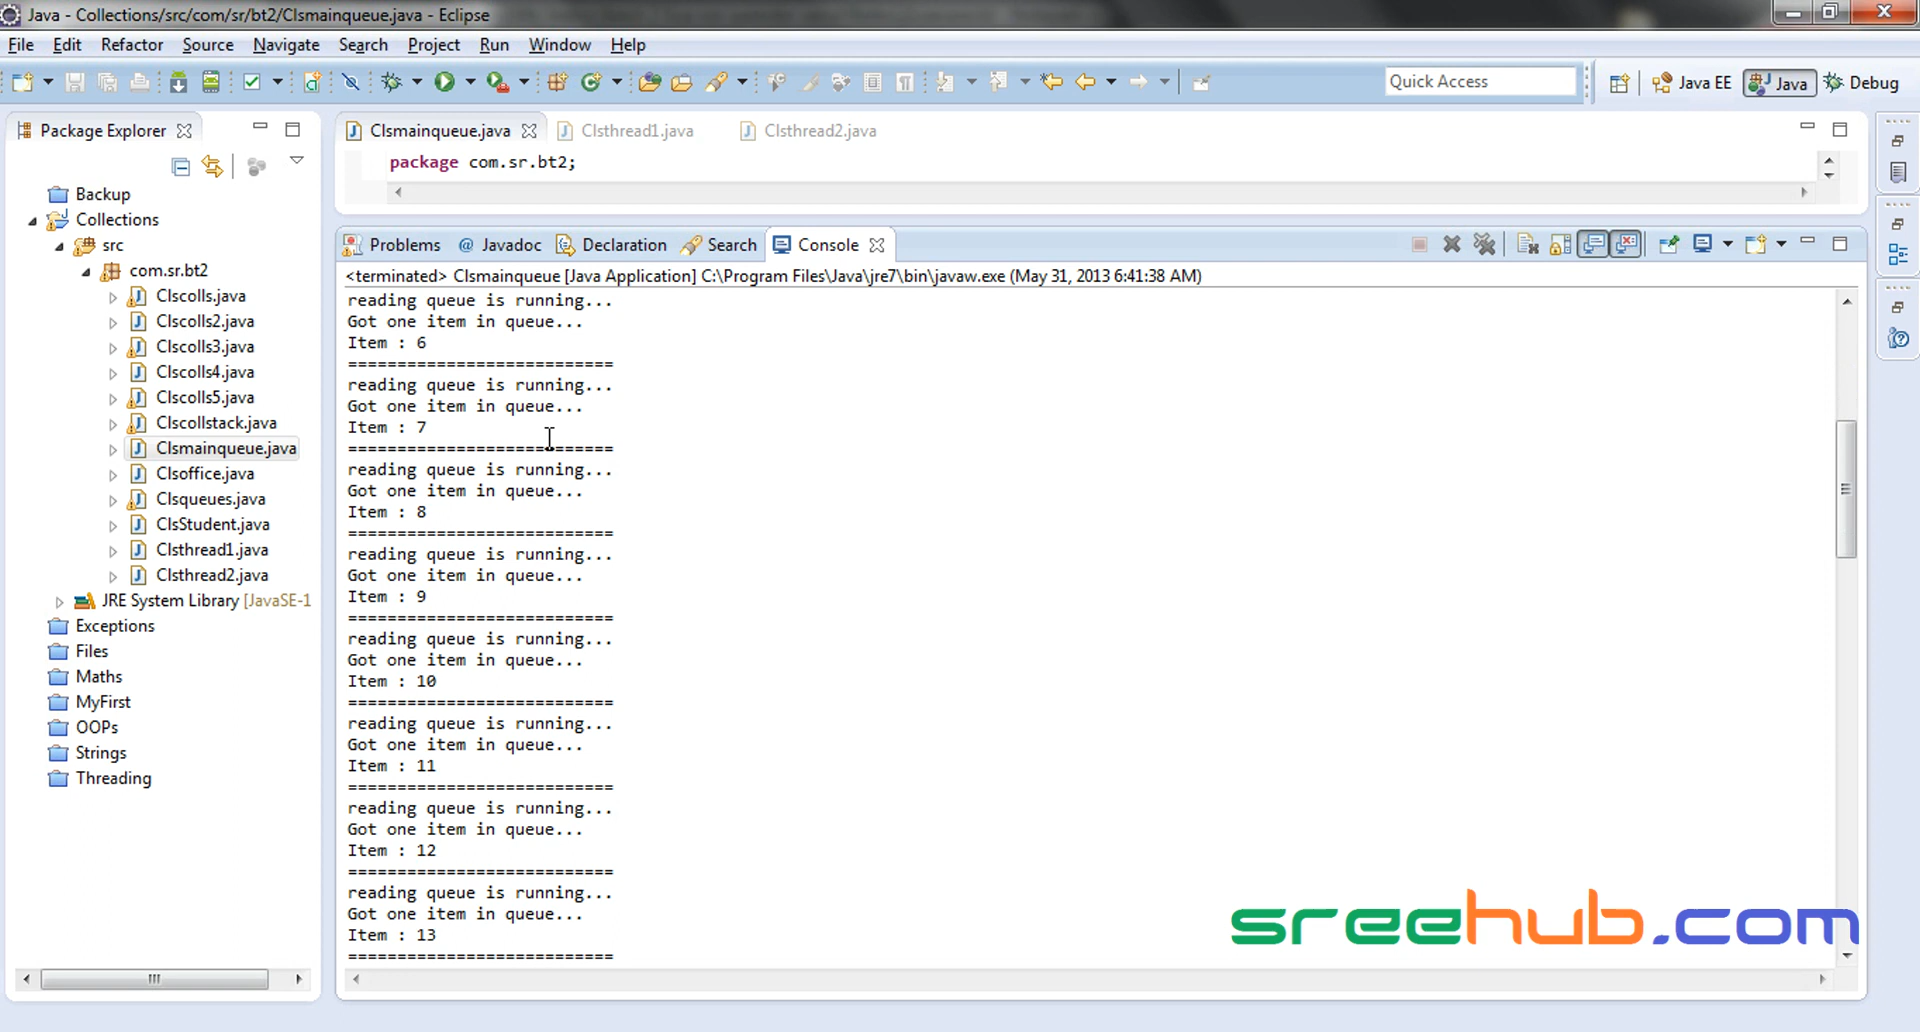 Java - Collections/src/com/sr/bt2/Clsmainqueue.java - Eclipse
File Edit Refactor Source Navigate Search Project Run Window Help
Quick Access
Java EE
Java
Debug
Package Explorer
Backup
Collections
src
com.sr.bt2
Clscolls.java
Clscolls2.java
Clscolls3.java
Clscolls4.java
Clscolls5.java
Clscollstack.java
Clsmainqueue.java
Clsoffice.java
Clsqueues.java
ClsStudent.java
Clsthread1.java
Clsthread2.java
JRE System Library [JavaSE-1
Exceptions
Files
Maths
MyFirst
OOPs
Strings
Threading
Clsmainqueue.java Clsthread1.java Clsthread2.java
package com.sr.bt2;
Problems @ Javadoc Declaration Search Console
<terminated> Clsmainqueue [Java Application] C:\Program Files\Java\jre7\bin\javaw.exe (May 31, 2013 6:41:38 AM)
reading queue is running...
Got one item in queue...
Item : 6
===========================
reading queue is running...
Got one item in queue...
Item : 7
===========================
reading queue is running...
Got one item in queue...
Item : 8
===========================
reading queue is running...
Got one item in queue...
Item : 9
===========================
reading queue is running...
Got one item in queue...
Item : 10
===========================
reading queue is running...
Got one item in queue...
Item : 11
===========================
reading queue is running...
Got one item in queue...
Item : 12
===========================
reading queue is running...
Got one item in queue...
Item : 13
===========================
sreehub.com